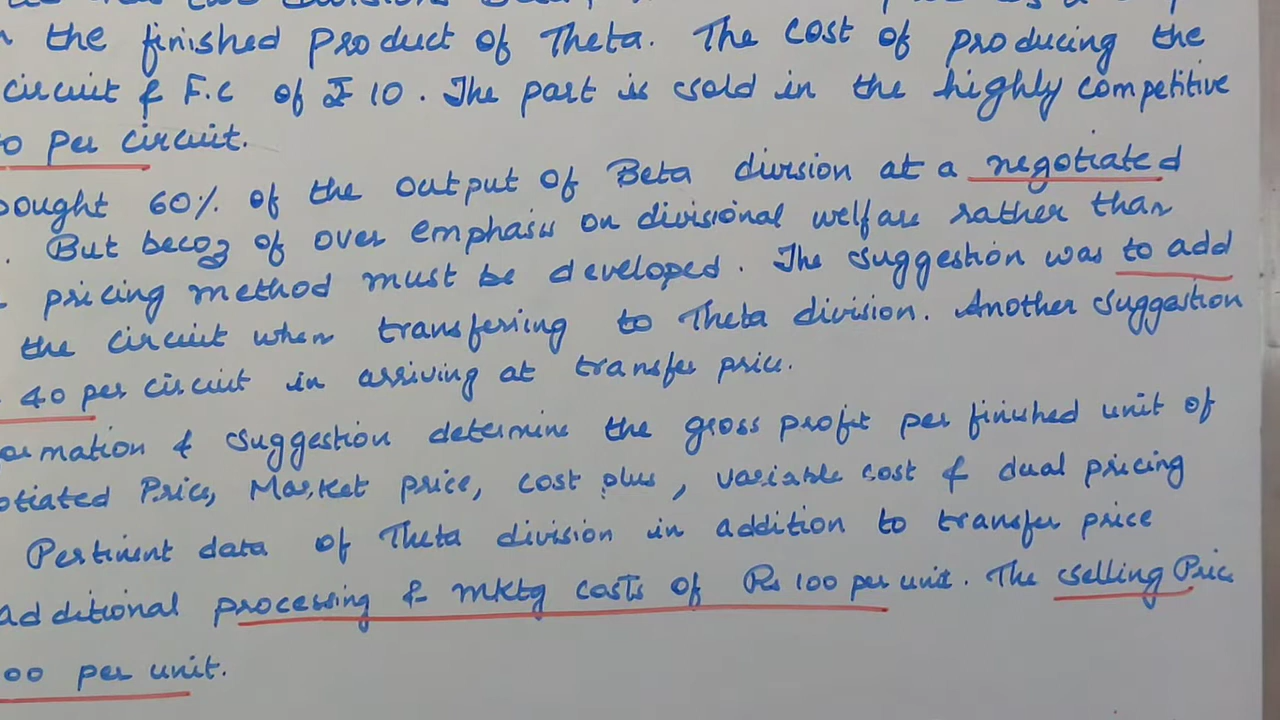 the finished product of Theta. The cost of producing the
circuit & F.C of ₹ 10. The part is sold in the highly competitive
0 per circuit.
ought 60% of the output of Beta division at a negotiated
. But becoz of over emphasis on divisional welfare rather than
pricing method must be developed. The suggestion was to add
the circuit when transferring to Theta division. Another suggestion
40 per circuit in arriving at transfer price.
mation & suggestion determine the gross profit per finished unit of
otiated Price, Market price, cost plus, variable cost & dual pricing
Pertinent data of Theta division in addition to transfer price
additional processing & mktg costs of Rs 100 per unit. The selling Pric
00 per unit.